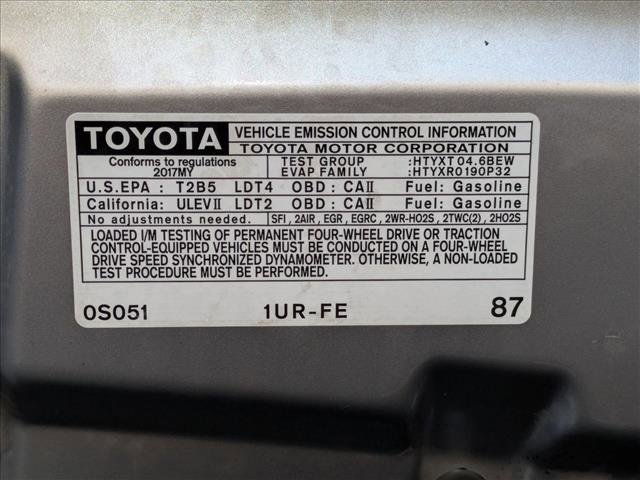 TOYOTA VEHICLE EMISSION CONTROL INFORMATION
TOYOTA MOTOR CORPORATION
Conforms to regulations TEST GROUP :HTYXT04.6BEW
2017MY EVAP FAMILY :HTYXR0190P32
U.S.EPA : T2B5 LDT4 OBD : CAII Fuel: Gasoline
California: ULEVII LDT2 OBD : CAII Fuel: Gasoline
No adjustments needed. SFI, 2AIR, EGR, EGRC, 2WR-HO2S, 2TWC(2), 2HO2S
LOADED I/M TESTING OF PERMANENT FOUR-WHEEL DRIVE OR TRACTION
CONTROL-EQUIPPED VEHICLES MUST BE CONDUCTED ON A FOUR-WHEEL
DRIVE SPEED SYNCHRONIZED DYNAMOMETER. OTHERWISE, A NON-LOADED
TEST PROCEDURE MUST BE PERFORMED.
0S051 1UR-FE 87